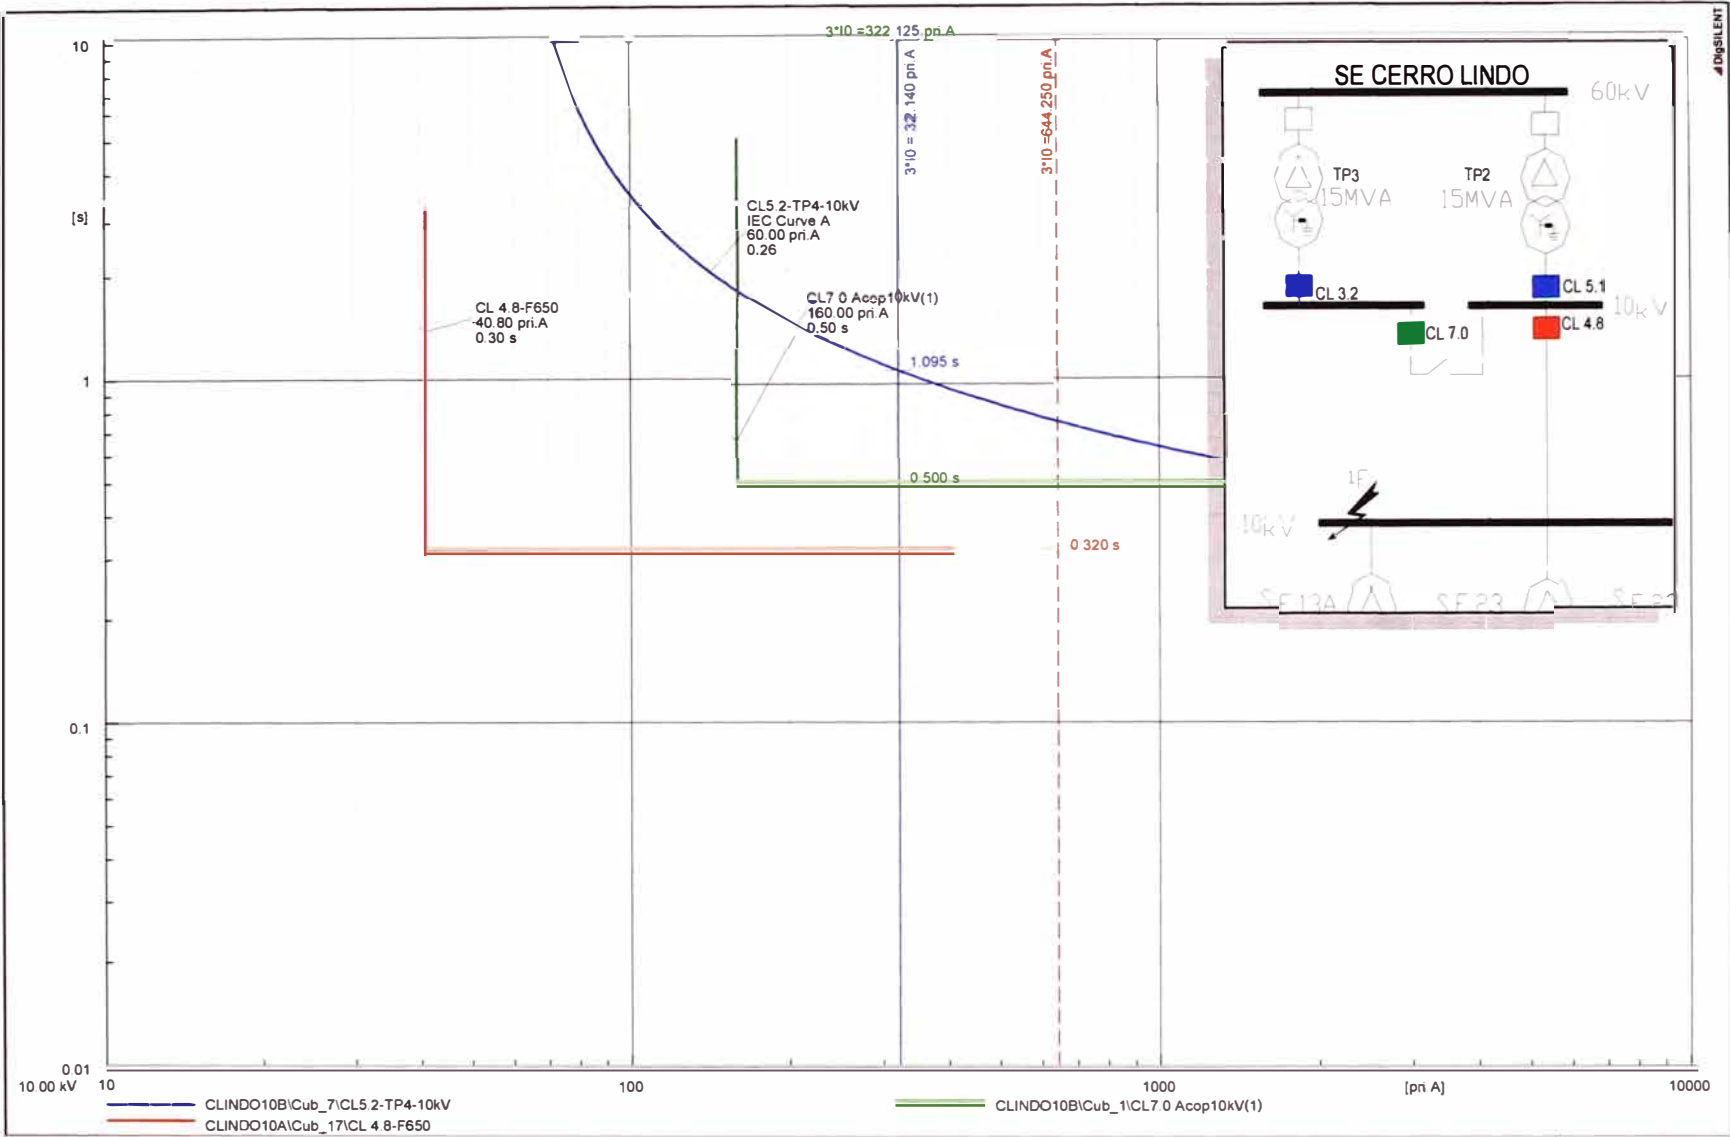 DIgSILENT
3*I0 =322.125 pri.A
3*I0 = 32.140 pri.A
3*I0 =644.250 pri.A
10
[s]
1
0.1
0.01
CL5.2-TP4-10kV
IEC Curve A
60.00 pri.A
0.26
CL 4.8-F650
40.80 pri.A
0.30 s
CL7.0 Acop10kV(1)
160.00 pri.A
0.50 s
1.095 s
0.500 s
0.320 s
SE CERRO LINDO
60kV
TP3
15MVA
TP2
15MVA
CL 3.2
CL 5.1
10kV
CL 7.0
CL 4.8
1F
10kV
SE 13A
SE 23
10.00 kV
10
100
1000
[pri.A]
10000
CLINDO10B\Cub_7\CL5.2-TP4-10kV
CLINDO10A\Cub_17\CL 4.8-F650
CLINDO10B\Cub_1\CL7.0 Acop10kV(1)